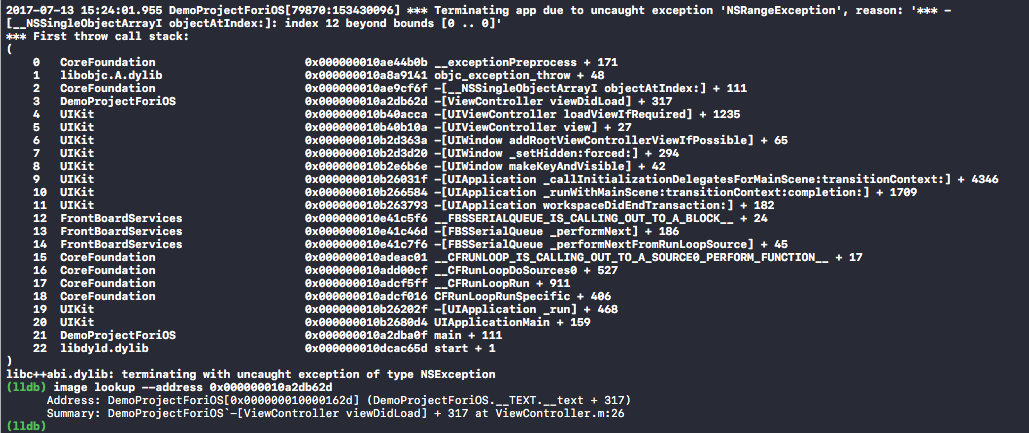 2017-07-13 15:24:01.955 DemoProjectForiOS[79870:153430096] *** Terminating app due to uncaught exception 'NSRangeException', reason: '*** -
[__NSSingleObjectArrayI objectAtIndex:]: index 12 beyond bounds [0 .. 0]'
*** First throw call stack:
(
0 CoreFoundation 0x000000010ae44b0b __exceptionPreprocess + 171
1 libobjc.A.dylib 0x000000010a8a9141 objc_exception_throw + 48
2 CoreFoundation 0x000000010ae9cf6f -[__NSSingleObjectArrayI objectAtIndex:] + 111
3 DemoProjectForiOS 0x000000010a2db62d -[ViewController viewDidLoad] + 317
4 UIKit 0x000000010b40acca -[UIViewController loadViewIfRequired] + 1235
5 UIKit 0x000000010b40b10a -[UIViewController view] + 27
6 UIKit 0x000000010b2d363a -[UIWindow addRootViewControllerViewIfPossible] + 65
7 UIKit 0x000000010b2d3d20 -[UIWindow _setHidden:forced:] + 294
8 UIKit 0x000000010b2e6b6e -[UIWindow makeKeyAndVisible] + 42
9 UIKit 0x000000010b26031f -[UIApplication _callInitializationDelegatesForMainScene:transitionContext:] + 4346
10 UIKit 0x000000010b266584 -[UIApplication _runWithMainScene:transitionContext:completion:] + 1709
11 UIKit 0x000000010b263793 -[UIApplication workspaceDidEndTransaction:] + 182
12 FrontBoardServices 0x000000010e41c5f6 __FBSSERIALQUEUE_IS_CALLING_OUT_TO_A_BLOCK__ + 24
13 FrontBoardServices 0x000000010e41c46d -[FBSSerialQueue _performNext] + 186
14 FrontBoardServices 0x000000010e41c7f6 -[FBSSerialQueue _performNextFromRunLoopSource] + 45
15 CoreFoundation 0x000000010adeac01 __CFRUNLOOP_IS_CALLING_OUT_TO_A_SOURCE0_PERFORM_FUNCTION__ + 17
16 CoreFoundation 0x000000010add00cf __CFRunLoopDoSources0 + 527
17 CoreFoundation 0x000000010adcf5ff __CFRunLoopRun + 911
18 CoreFoundation 0x000000010adcf016 CFRunLoopRunSpecific + 406
19 UIKit 0x000000010b26202f -[UIApplication _run] + 468
20 UIKit 0x000000010b2680d4 UIApplicationMain + 159
21 DemoProjectForiOS 0x000000010a2dba0f main + 111
22 libdyld.dylib 0x000000010dcac65d start + 1
)
libc++abi.dylib: terminating with uncaught exception of type NSException
(lldb) image lookup --address 0x000000010a2db62d
Address: DemoProjectForiOS[0x000000010000162d] (DemoProjectForiOS.__TEXT.__text + 317)
Summary: DemoProjectForiOS`-[ViewController viewDidLoad] + 317 at ViewController.m:26
(lldb)